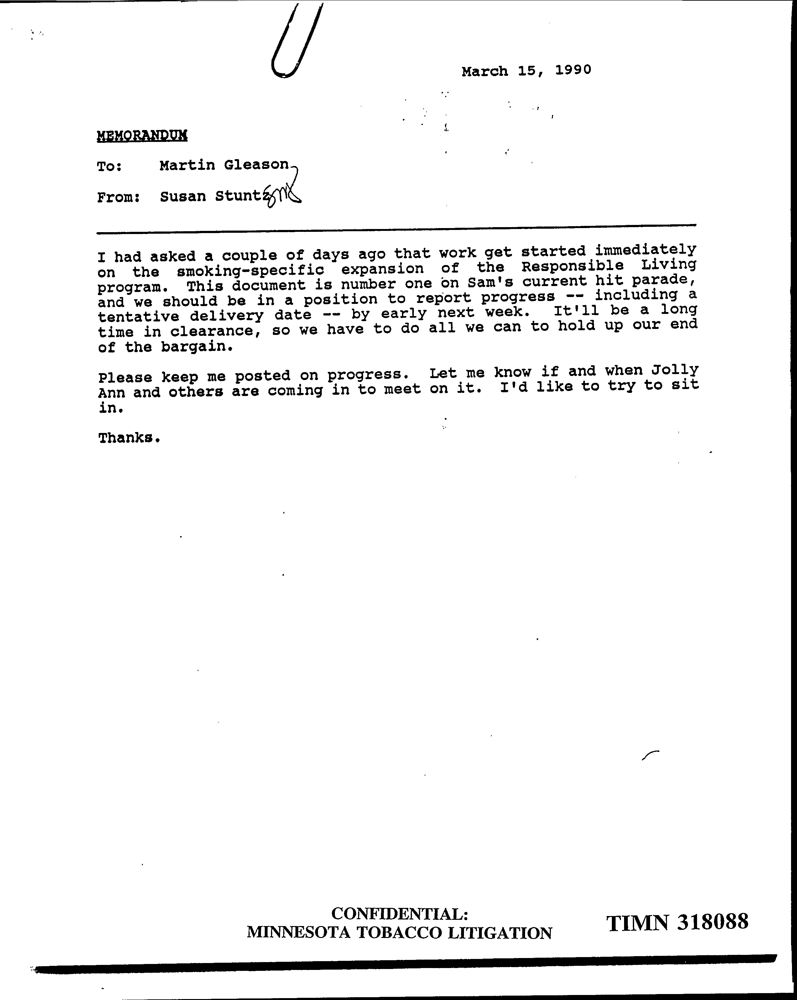 March 15, 1990
MEMORANDUM
To: Martin Gleason
From: Susan Stuntz
I had asked a couple of days ago that work get started immediately
on the smoking-specific expansion of the Responsible Living
program. This document is number one on Sam's current hit parade,
and we should be in a position to report progress -- including a
tentative delivery date -- by early next week. It'll be a long
time in clearance, so we have to do all we can to hold up our end
of the bargain.
Please keep me posted on progress. Let me know if and when Jolly
Ann and others are coming in to meet on it. I'd like to try to sit
in.
Thanks.
CONFIDENTIAL:
MINNESOTA TOBACCO LITIGATION
TIMN 318088